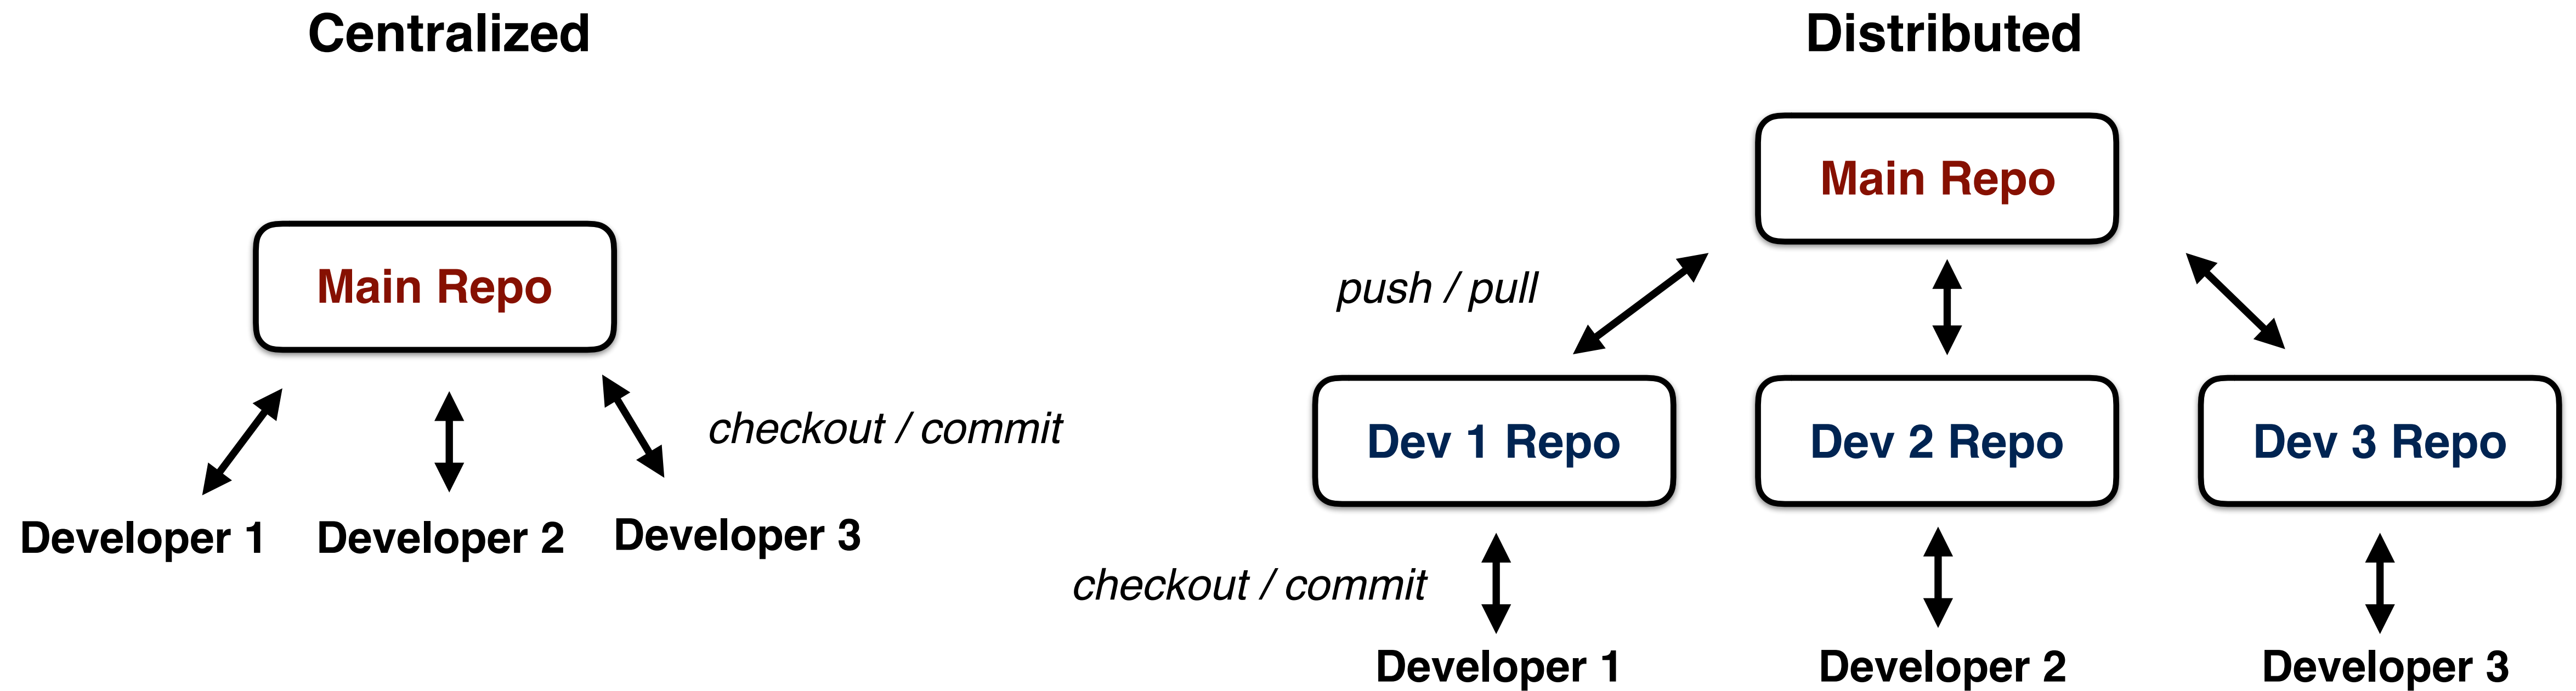 Centralized
Main Repo
checkout / commit
Developer 1
Developer 2
Developer 3
Distributed
Main Repo
push / pull
Dev 1 Repo
Dev 2 Repo
Dev 3 Repo
checkout / commit
Developer 1
Developer 2
Developer 3